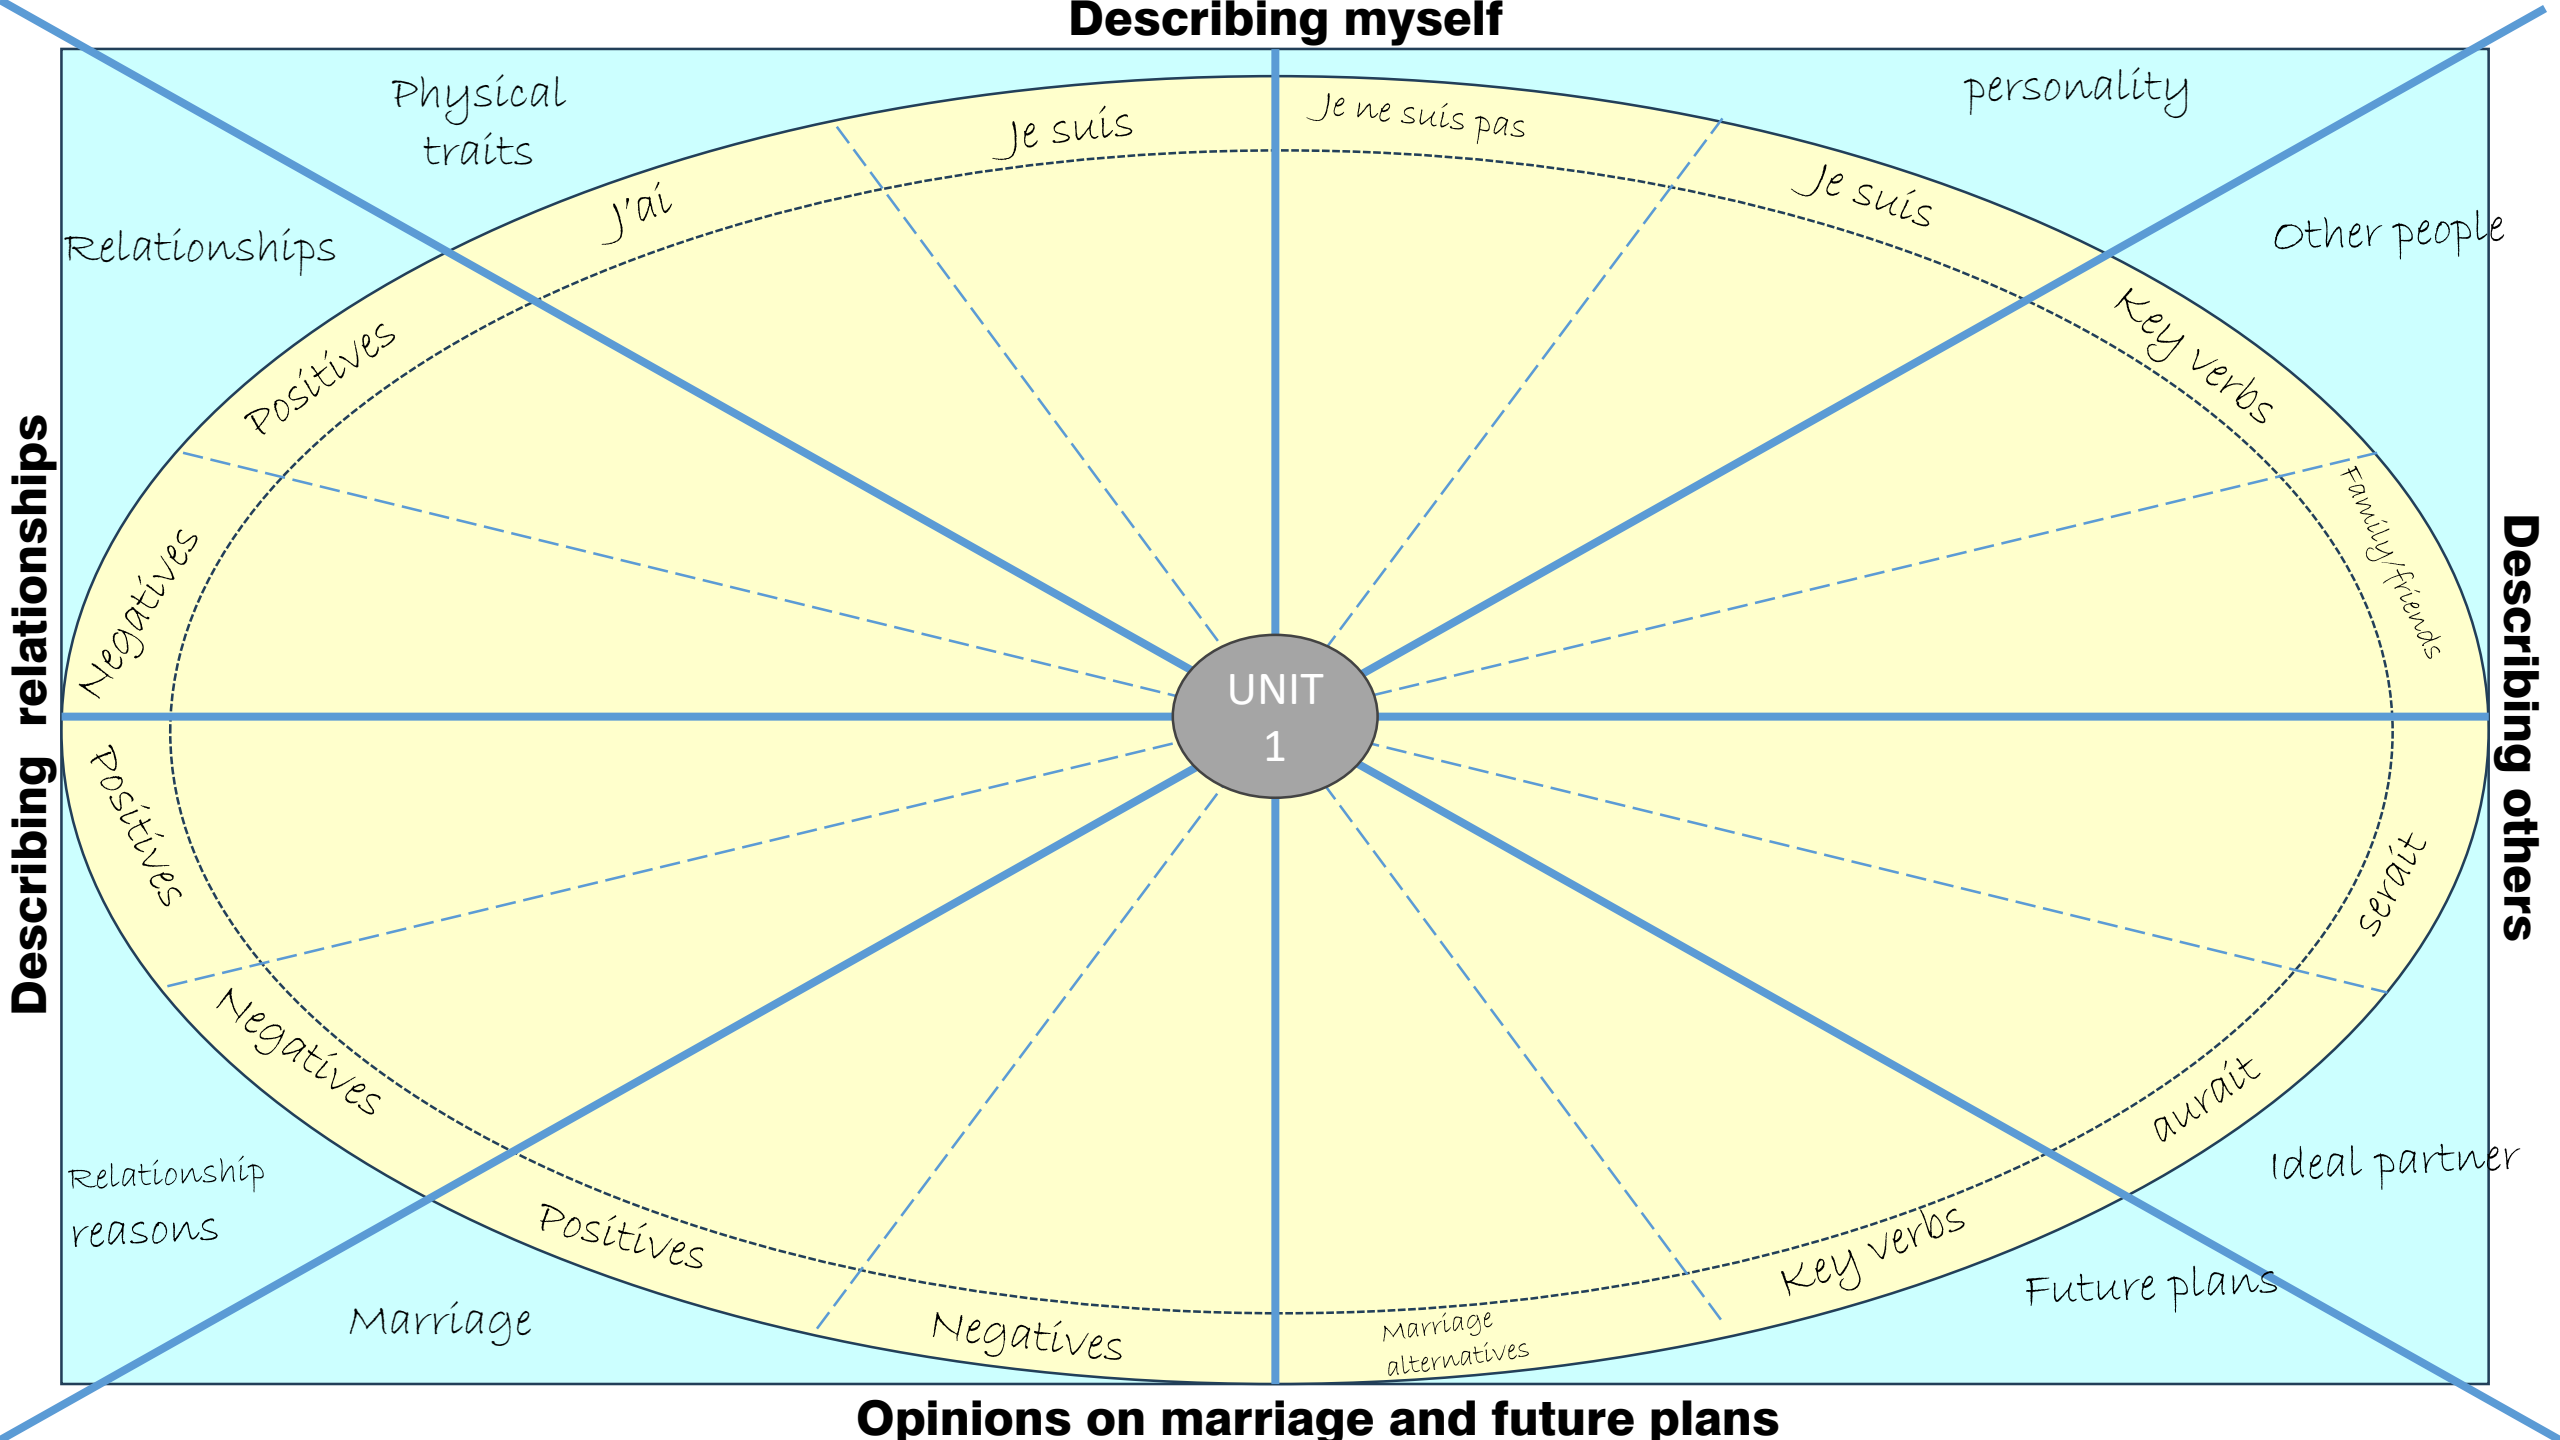 Describing myself
Physical
traits
personality
Je suis
Je ne suis pas
J'ai
Je suis
Relationships
Other people
Positives
Key verbs
Negatives
Family/friends
Describing relationships
Describing others
UNIT
1
Positives
serait
Negatives
aurait
Relationship
reasons
Ideal partner
Positives
Key verbs
Marriage
Future plans
Negatives
Marriage
alternatives
Opinions on marriage and future plans